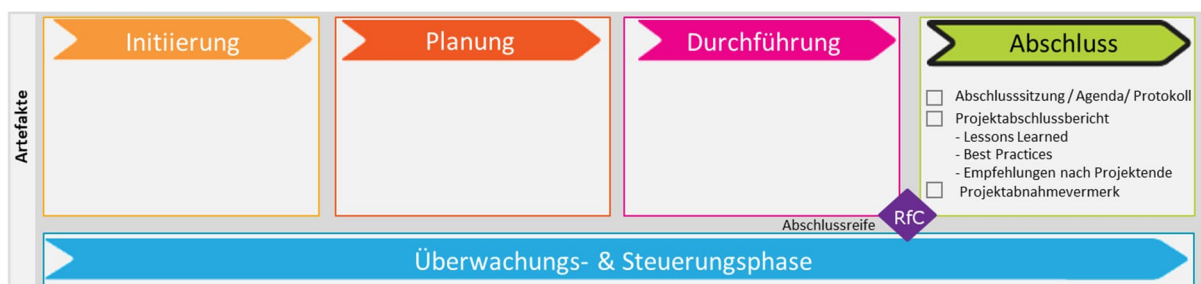 Artefakte
Initiierung
Planung
Durchführung
Abschluss
Abschlusssitzung / Agenda/ Protokoll
Projektabschlussbericht
- Lessons Learned
- Best Practices
- Empfehlungen nach Projektende
Projektabnahmevermerk
Abschlussreife
RfC
Überwachungs- & Steuerungsphase